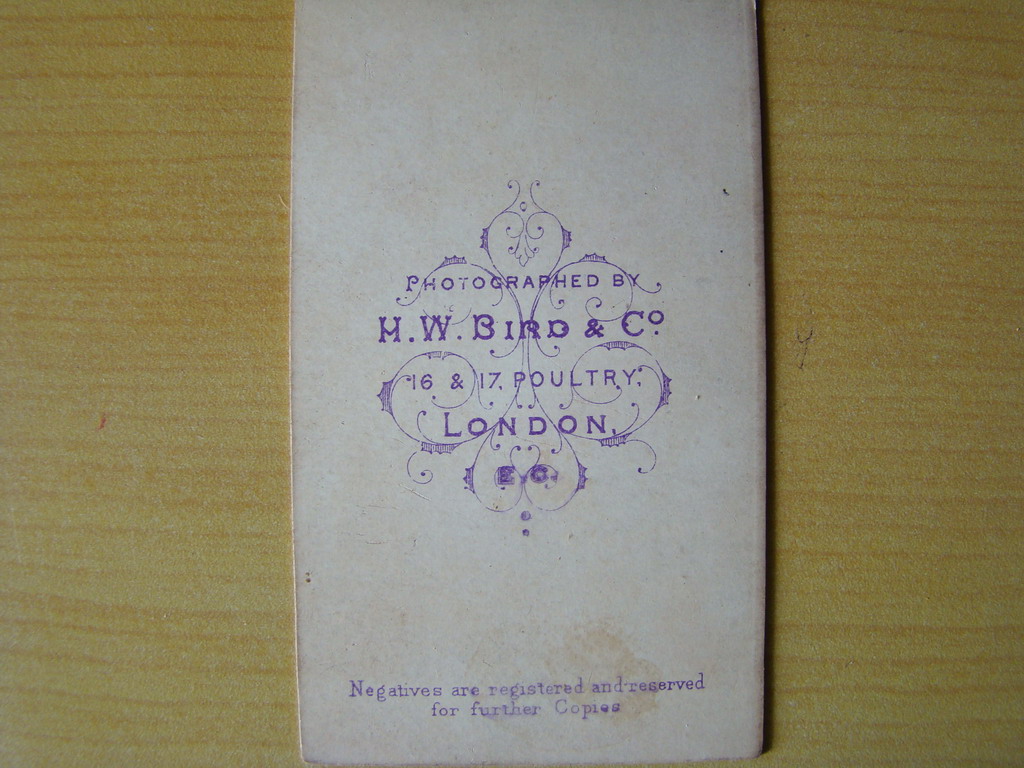 PHOTOGRAPHED BY
H. W. BIRD & Co
16 & 17, POULTRY,
LONDON,
E.C.
Negatives are registered and reserved
for further Copies